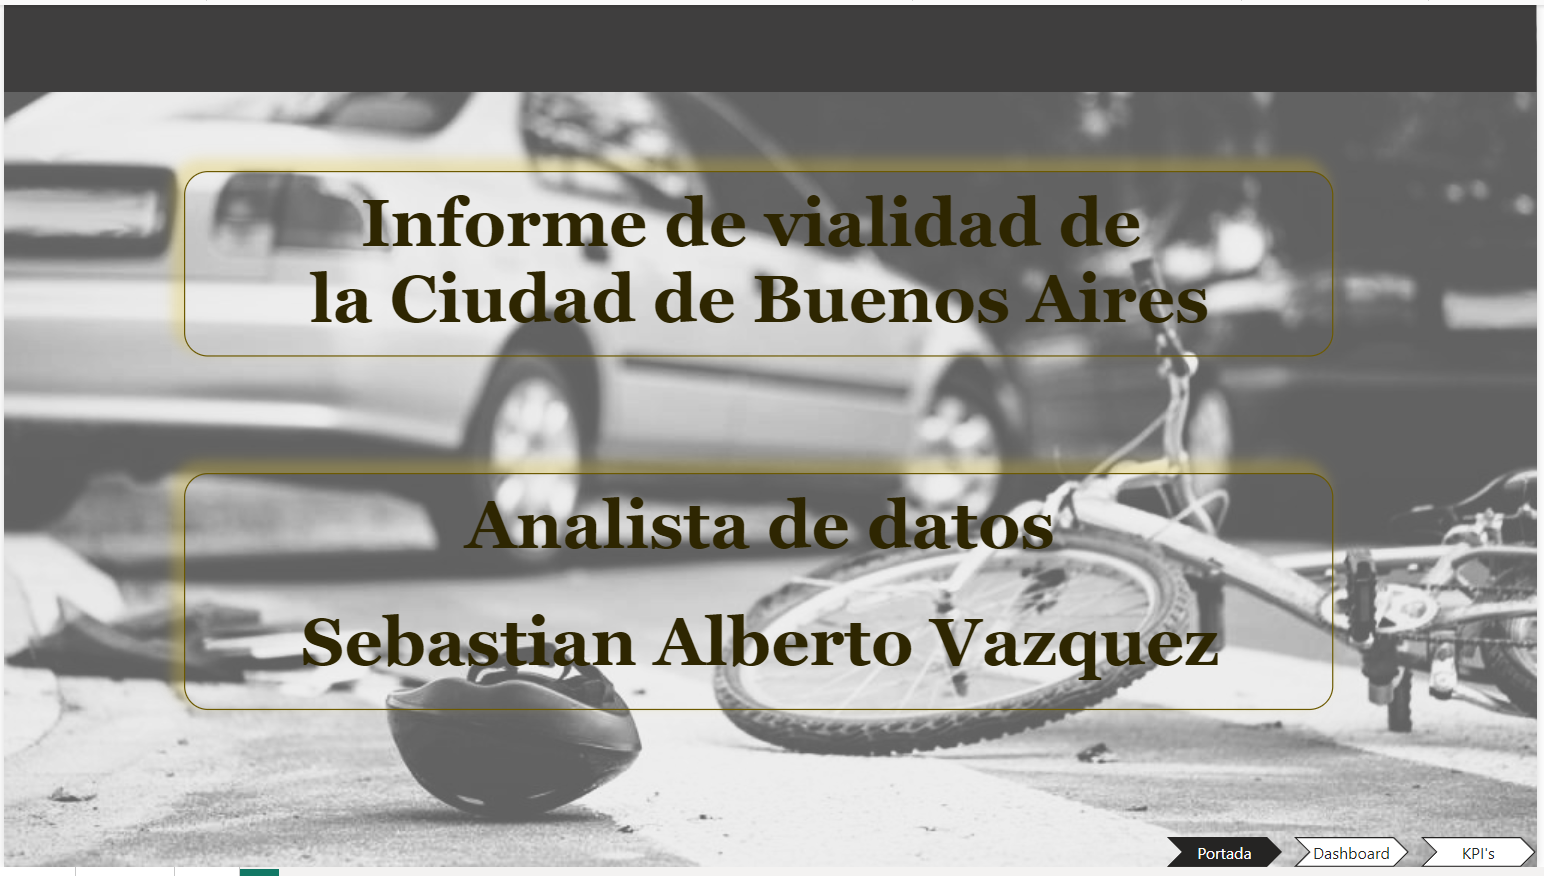 Informe de vialidad de
la Ciudad de Buenos Aires
Analista de datos
Sebastian Alberto Vazquez
Portada
Dashboard
KPI's